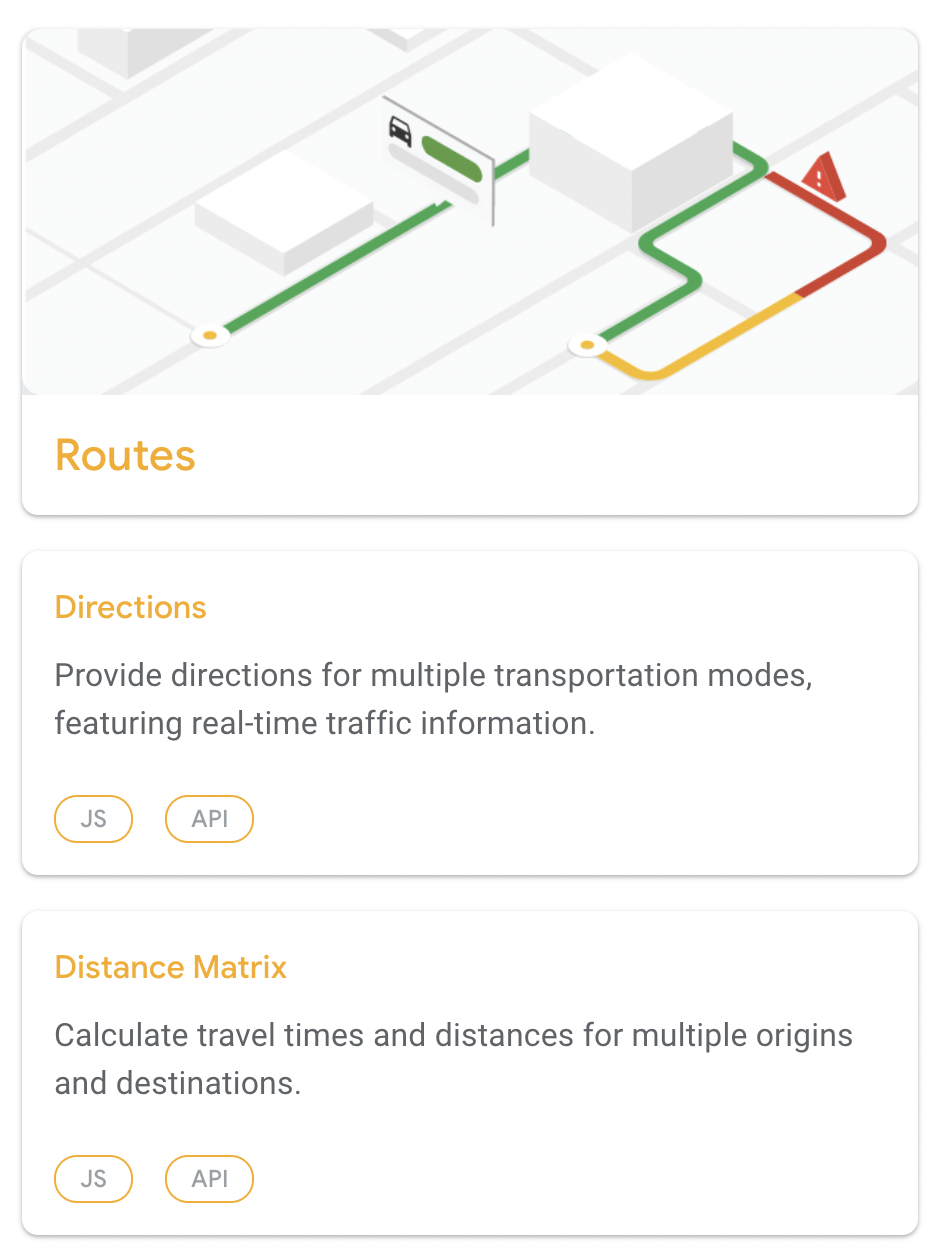 Routes
Directions
Provide directions for multiple transportation modes,
featuring real-time traffic information.
JS
API
Distance Matrix
Calculate travel times and distances for multiple origins
and destinations.
JS
API